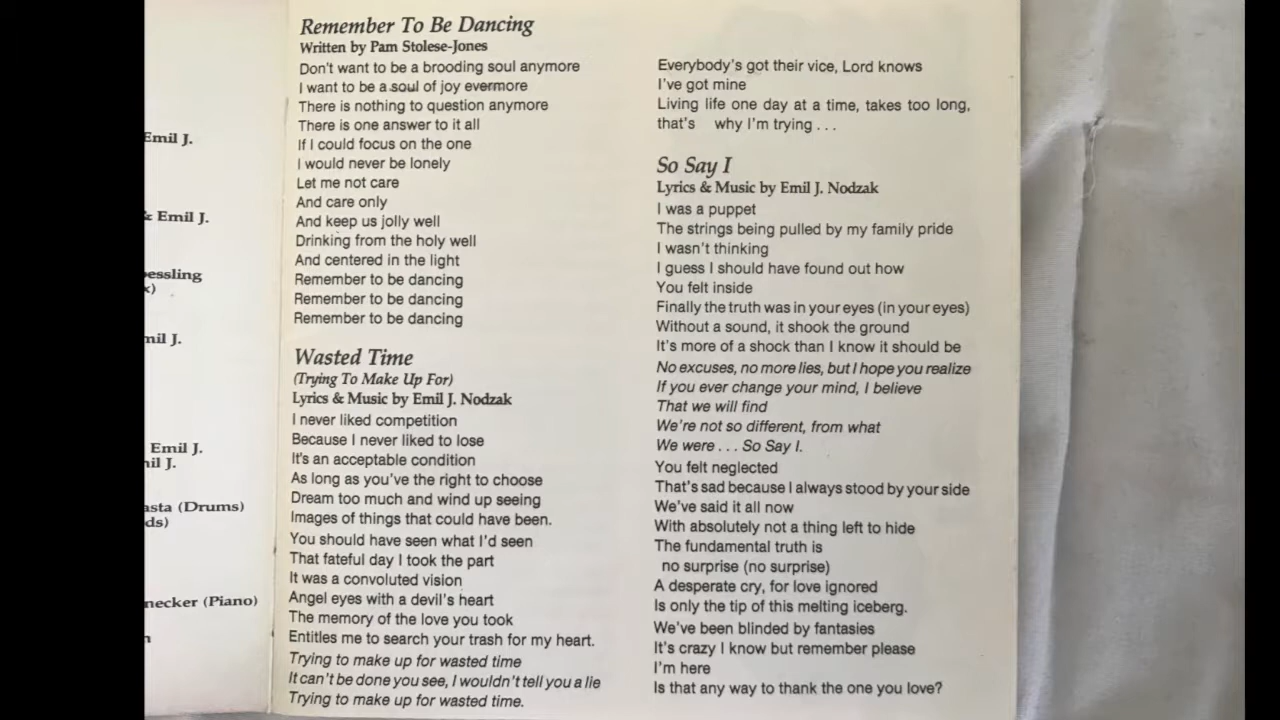 Emil J.
& Emil J.
essling
x)
mil J.
Emil J.
nil J.
asta (Drums)
ds)
necker (Piano)
Remember To Be Dancing
Written by Pam Stolese-Jones
Don't want to be a brooding soul anymore
I want to be a soul of joy evermore
There is nothing to question anymore
There is one answer to it all
If I could focus on the one
I would never be lonely
Let me not care
And care only
And keep us jolly well
Drinking from the holy well
And centered in the light
Remember to be dancing
Remember to be dancing
Remember to be dancing
Wasted Time
(Trying To Make Up For)
Lyrics & Music by Emil J. Nodzak
I never liked competition
Because I never liked to lose
It's an acceptable condition
As long as you've the right to choose
Dream too much and wind up seeing
Images of things that could have been.
You should have seen what I'd seen
That fateful day I took the part
It was a convoluted vision
Angel eyes with a devil's heart
The memory of the love you took
Entitles me to search your trash for my heart.
Trying to make up for wasted time
It can't be done you see, I wouldn't tell you a lie
Trying to make up for wasted time.
Everybody's got their vice, Lord knows
I've got mine
Living life one day at a time, takes too long,
that's why I'm trying . . .
So Say I
Lyrics & Music by Emil J. Nodzak
I was a puppet
The strings being pulled by my family pride
I wasn't thinking
I guess I should have found out how
You felt inside
Finally the truth was in your eyes (in your eyes)
Without a sound, it shook the ground
It's more of a shock than I know it should be
No excuses, no more lies, but I hope you realize
If you ever change your mind, I believe
That we will find
We're not so different, from what
We were . . . So Say I.
You felt neglected
That's sad because I always stood by your side
We've said it all now
With absolutely not a thing left to hide
The fundamental truth is
no surprise (no surprise)
A desperate cry, for love ignored
Is only the tip of this melting iceberg.
We've been blinded by fantasies
It's crazy I know but remember please
I'm here
Is that any way to thank the one you love?